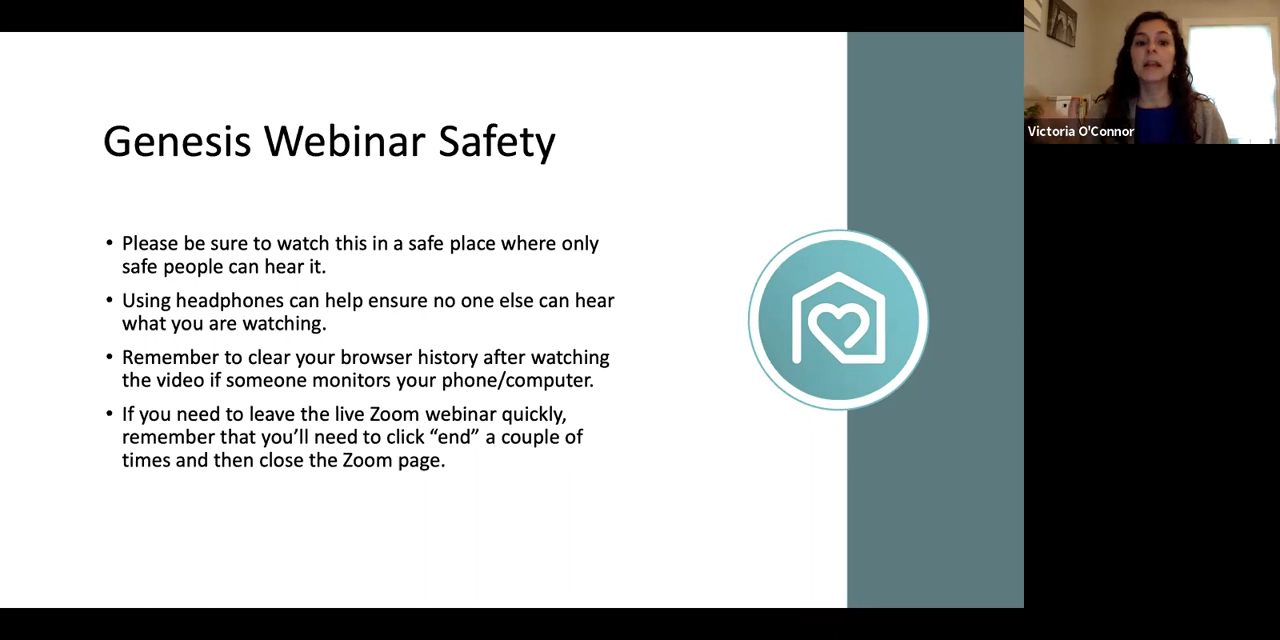 Genesis Webinar Safety
• Please be sure to watch this in a safe place where only
safe people can hear it.
• Using headphones can help ensure no one else can hear
what you are watching.
• Remember to clear your browser history after watching
the video if someone monitors your phone/computer.
• If you need to leave the live Zoom webinar quickly,
remember that you’ll need to click “end” a couple of
times and then close the Zoom page.
Victoria O'Connor